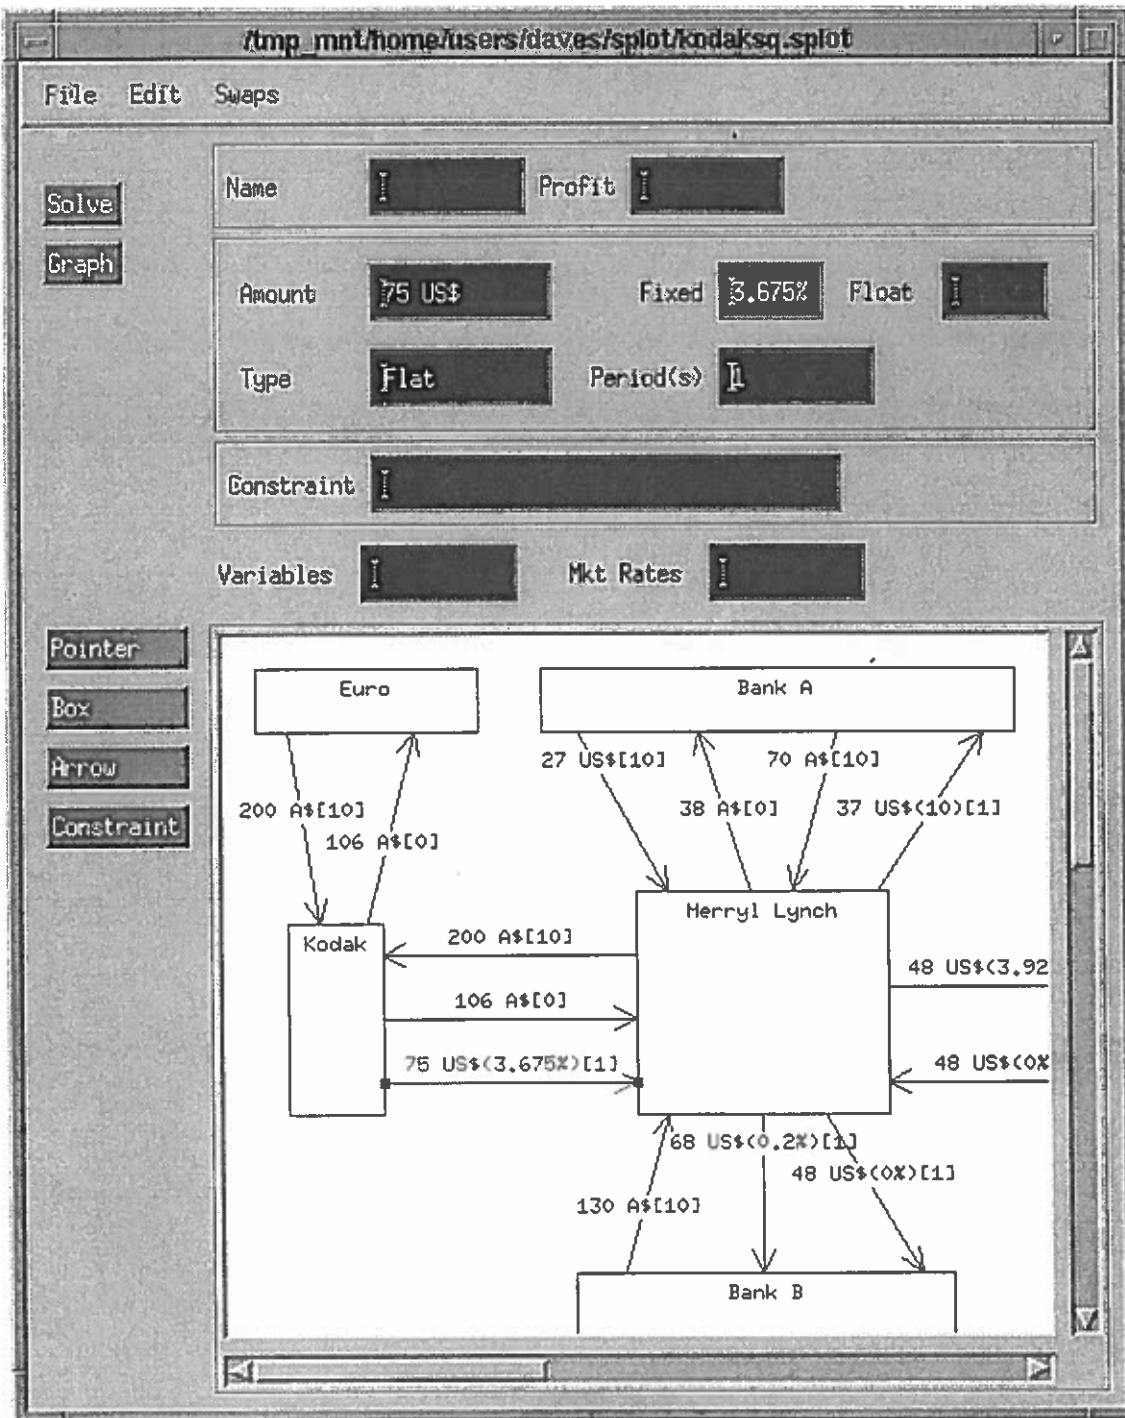 /tmp_mnt/home/users/daves/splot/kodaksq.splot
File Edit Swaps
Solve
Graph
Name Profit
Amount 75 US$ Fixed 3.675% Float
Type Flat Period(s) 1
Constraint
Variables Mkt Rates
Pointer
Box
Arrow
Constraint
Euro Bank A
27 US$[10] 70 A$[10]
200 A$[10] 38 A$[0] 37 US$(10)[1]
106 A$[0]
Merryl Lynch
Kodak 200 A$[10]
48 US$(3.92
106 A$[0]
75 US$(3.675%)[1] 48 US$(0%
68 US$(0.2%)[1]
48 US$(0%)[1]
130 A$[10]
Bank B